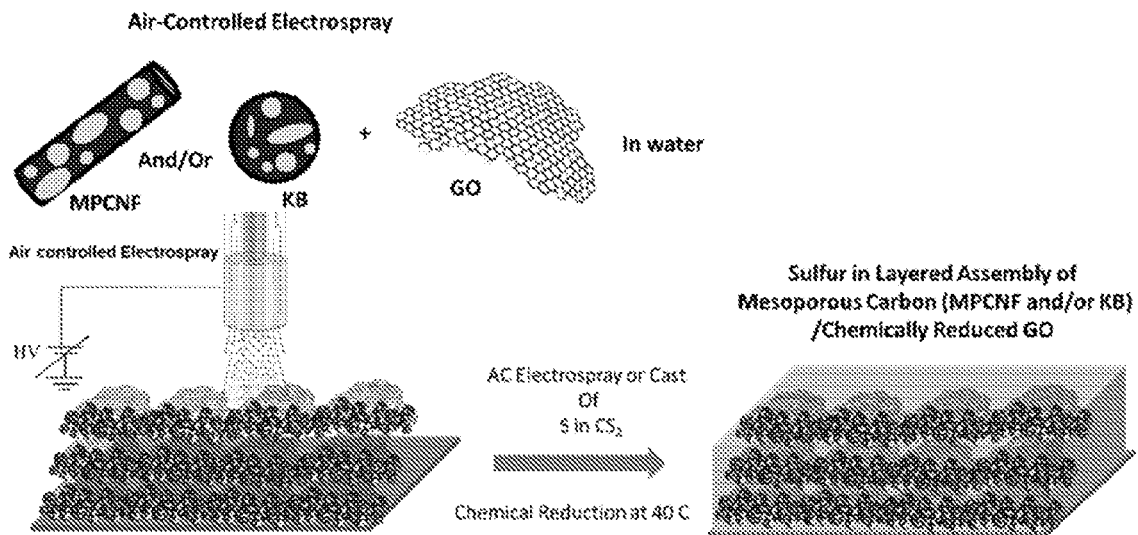 Air-Controlled Electrospray
And/Or
+
In water
MPCNF
KB
GO
Air controlled Electrospray
HV
AC Electrospray or Cast
Of
S in CS₂
Chemical Reduction at 40 C
Sulfur in Layered Assembly of
Mesoporous Carbon (MPCNF and/or KB)
/Chemically Reduced GO